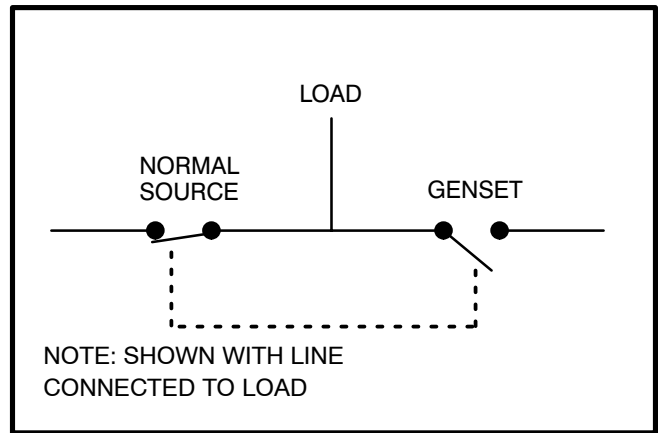 LOAD
NORMAL
SOURCE
GENSET
NOTE: SHOWN WITH LINE
CONNECTED TO LOAD